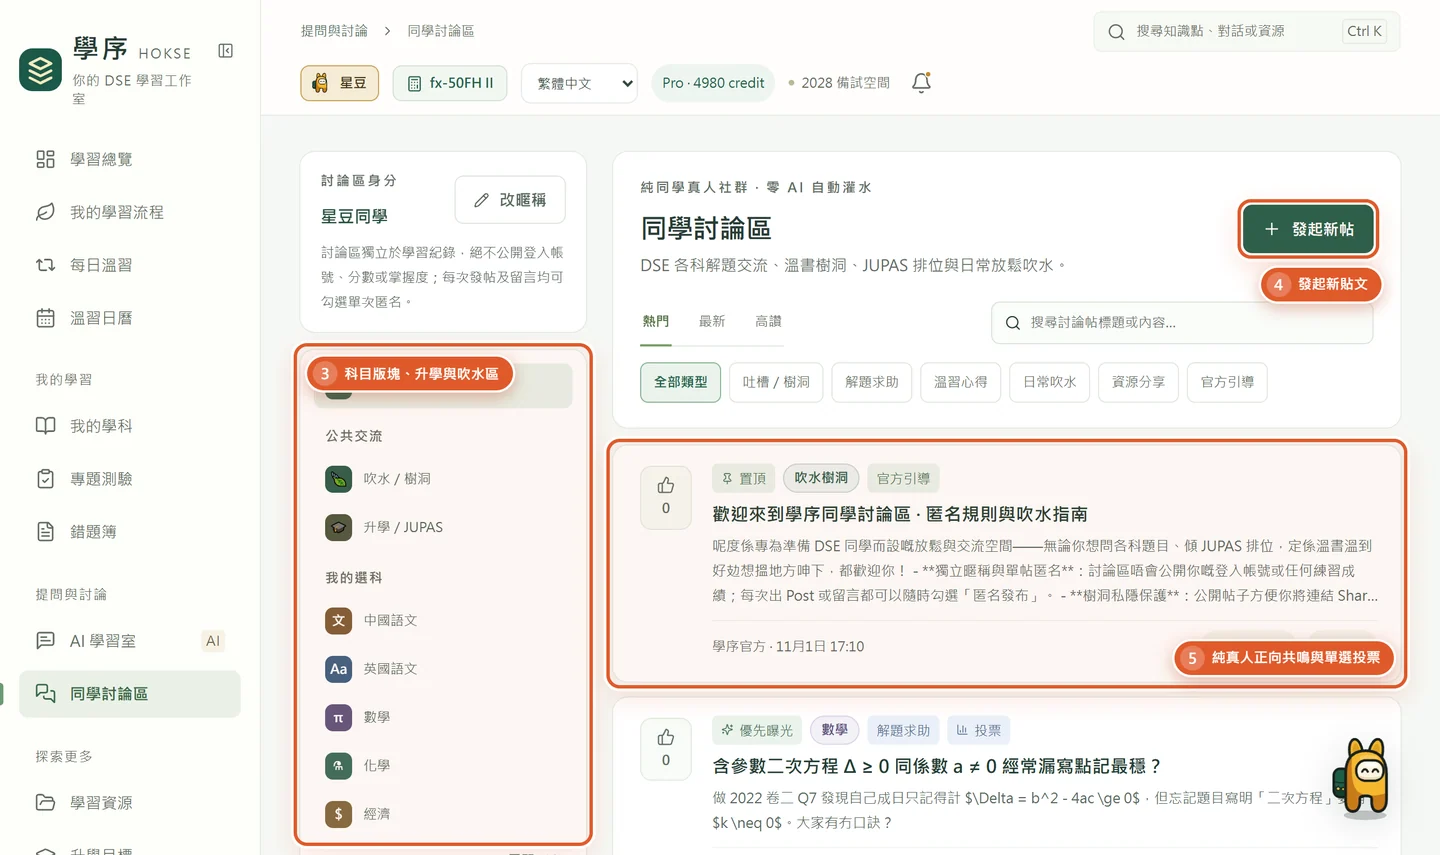 學序 HOKSE
你的 DSE 學習工作
室
學習總覽
我的學習流程
每日溫習
溫習日曆
我的學習
我的學科
專題測驗
錯題簿
提問與討論
AI 學習室 AI
同學討論區
探索更多
學習資源
升學目標
提問與討論 > 同學討論區
搜尋知識點、對話或資源 Ctrl K
星豆 fx-50FH II 繁體中文 Pro · 4980 credit 2028 備試空間
討論區身分
星豆同學
改暱稱
討論區獨立於學習紀錄，絕不公開登入帳
號、分數或掌握度；每次發帖及留言均可
勾選單次匿名。
3 科目版塊、升學與吹水區
公共交流
吹水 / 樹洞
升學 / JUPAS
我的選科
文 中國語文
Aa 英國語文
π 數學
化學
$ 經濟
純同學真人社群 · 零 AI 自動灌水
同學討論區
DSE 各科解題交流、溫書樹洞、JUPAS 排位與日常放鬆吹水。
+ 發起新帖
4 發起新貼文
熱門 最新 高讚
搜尋討論帖標題或內容...
全部類型 吐槽 / 樹洞 解題求助 溫習心得 日常吹水 資源分享 官方引導
0
置頂 吹水樹洞 官方引導
歡迎來到學序同學討論區 · 匿名規則與吹水指南
呢度係專為準備 DSE 同學而設嘅放鬆與交流空間——無論你想問各科題目、傾 JUPAS 排位，定係溫書溫到
好攰想搵地方呻下，都歡迎你！ - **獨立暱稱與單帖匿名**：討論區唔會公開你嘅登入帳號或任何練習成
績；每次出 Post 或留言都可以隨時勾選「匿名發布」。 - **樹洞私隱保護**：公開帖子方便你將連結 Shar...
學序官方 · 11月1日 17:10
5 純真人正向共鳴與單選投票
0
優先曝光 數學 解題求助 投票
含參數二次方程 Δ ≥ 0 同係數 a ≠ 0 經常漏寫點記最穩？
做 2022 卷二 Q7 發現自己成日只記得計 $\Delta = b^2 - 4ac \ge 0$，但忘記題目寫明「二次方程」
$k \neq 0$。大家有冇口訣？